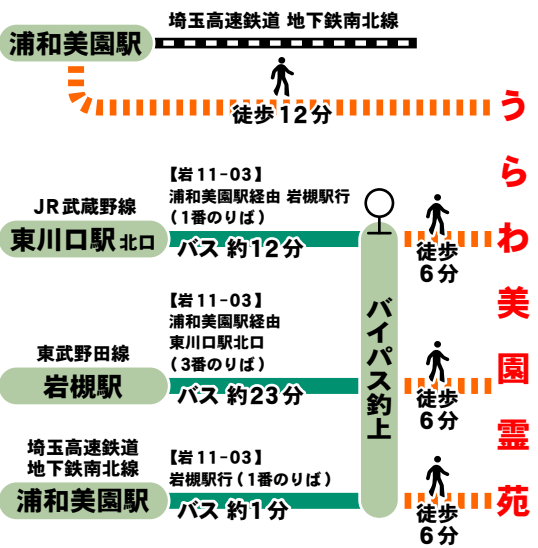 埼玉高速鉄道 地下鉄南北線
浦和美園駅
徒歩12分
うらわ美園霊苑
JR武蔵野線
東川口駅 北口
【岩11-03】
浦和美園駅経由 岩槻駅行
(1番のりば)
バス 約12分
徒歩
6分
バイパス釣上
東武野田線
岩槻駅
【岩11-03】
浦和美園駅経由
東川口駅北口
(3番のりば)
バス 約23分
徒歩
6分
埼玉高速鉄道
地下鉄南北線
浦和美園駅
【岩11-03】
岩槻駅行(1番のりば)
バス 約1分
徒歩
6分